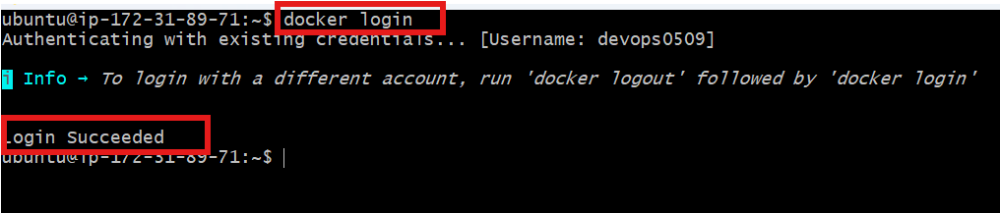 ubuntu@ip-172-31-89-71:~$ docker login
Authenticating with existing credentials... [Username: devops0509]
i Info → To login with a different account, run 'docker logout' followed by 'docker login'
Login Succeeded
ubuntu@ip-172-31-89-71:~$